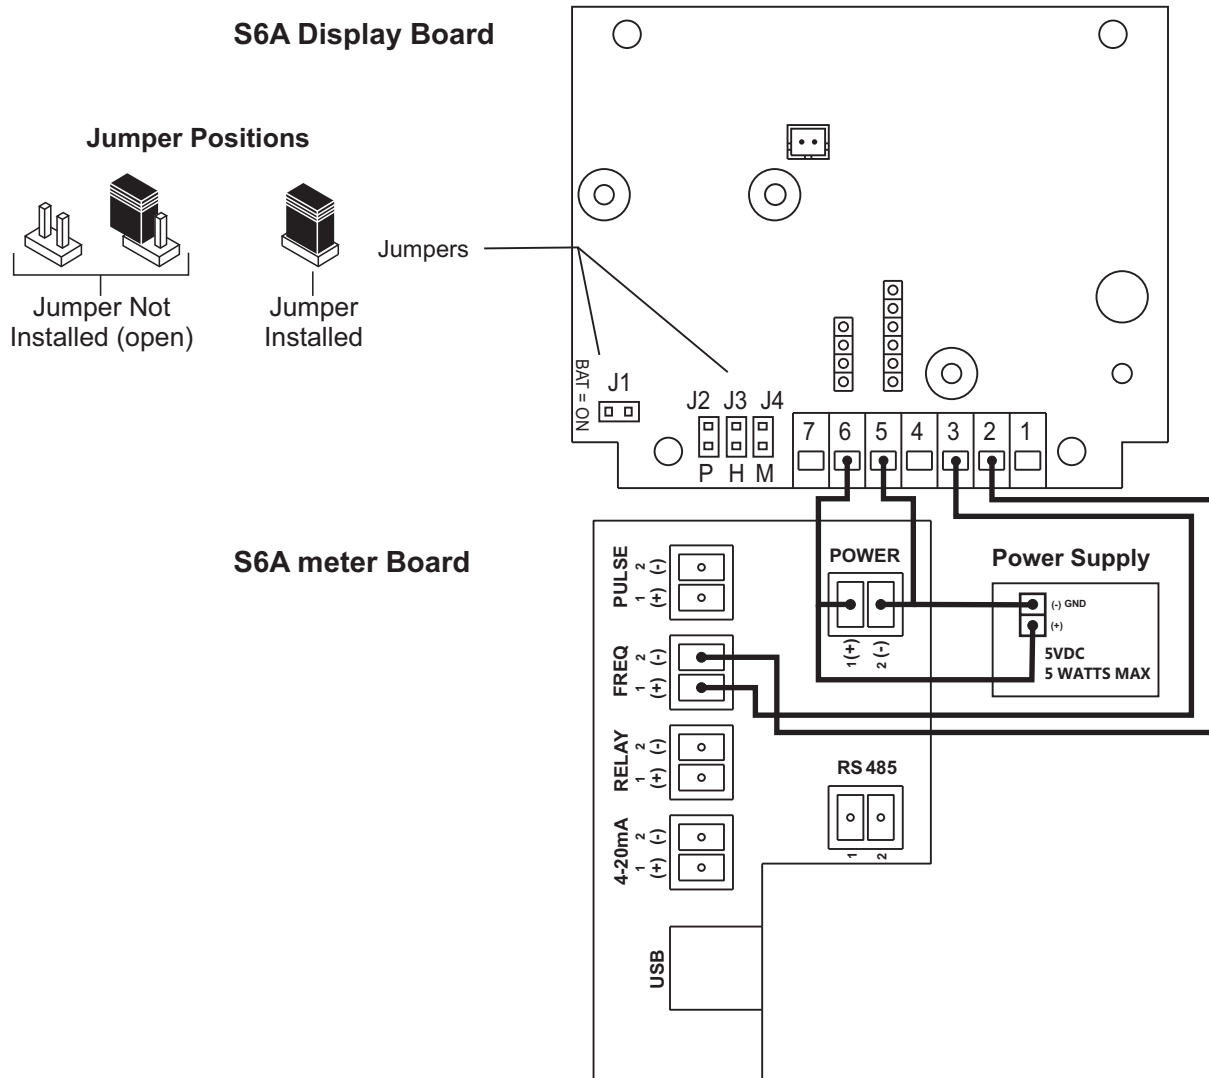 S6A Display Board
Jumper Positions
Jumpers
Jumper Not
Installed (open)
Jumper
Installed
BAT = ON
J1
J2 J3 J4
P H M
7 6 5 4 3 2 1
S6A meter Board
PULSE
2 (-)
1 (+)
POWER
1 (+)
2 (-)
Power Supply
(-) GND
(+)
5VDC
5 WATTS MAX
FREQ
2 (-)
1 (+)
RELAY
2 (-)
1 (+)
RS 485
1
2
4-20mA
2 (-)
1 (+)
USB